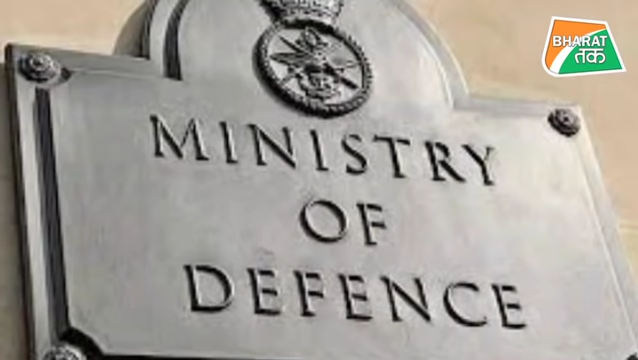 BHARAT
तक
MINISTRY
OF
DEFENCE